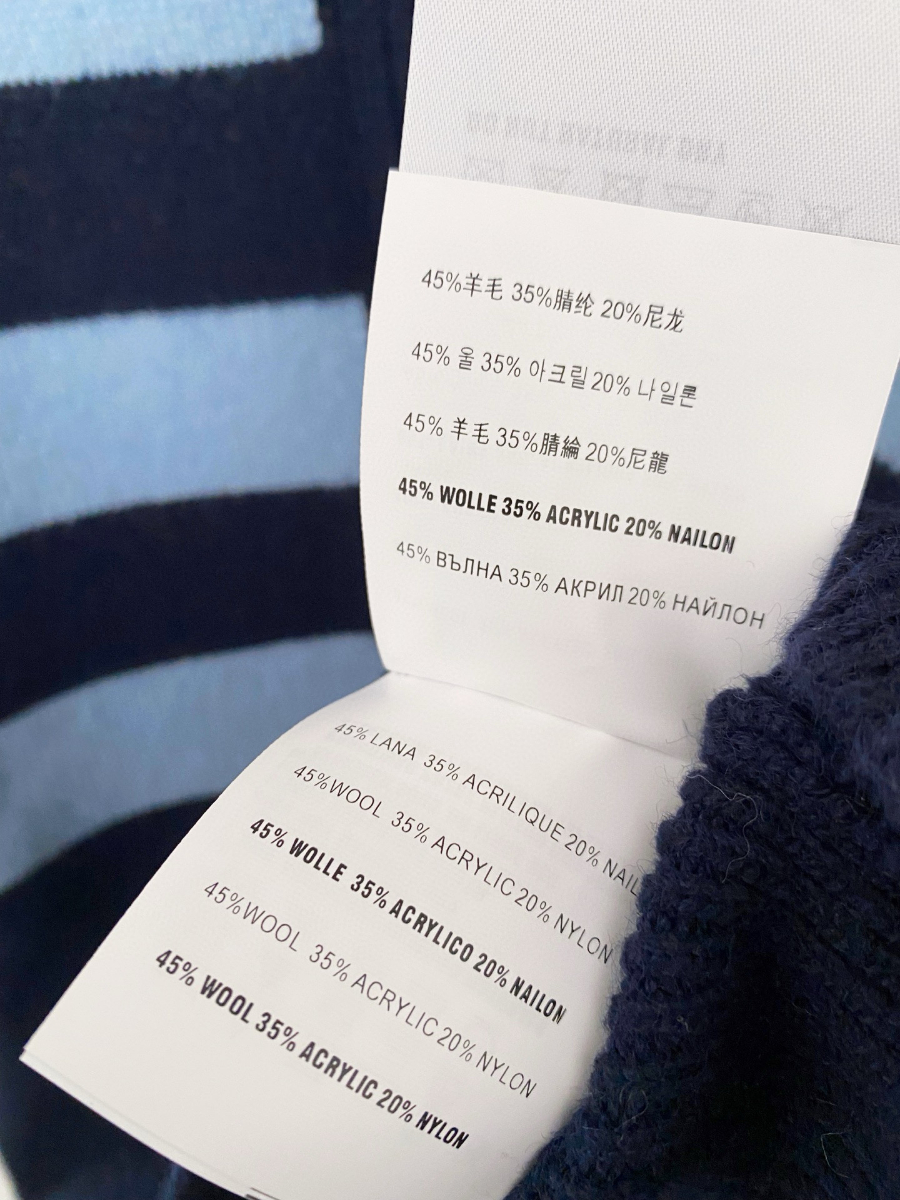 45%羊毛 35%腈纶 20%尼龙
45% 울 35% 아크릴 20% 나일론
45% 羊毛 35%腈綸 20%尼龍
45% WOLLE 35% ACRYLIC 20% NAILON
45% ВЪЛНА 35% АКРИЛ 20% НАЙЛОН
45% LANA 35% ACRILIQUE 20% NAIL
45%WOOL 35% ACRYLIC 20% NYLON
45% WOLLE 35% ACRYLICO 20% NAILON
45%WOOL 35% ACRYLIC 20% NYLON
45% WOOL 35% ACRYLIC 20% NYLON